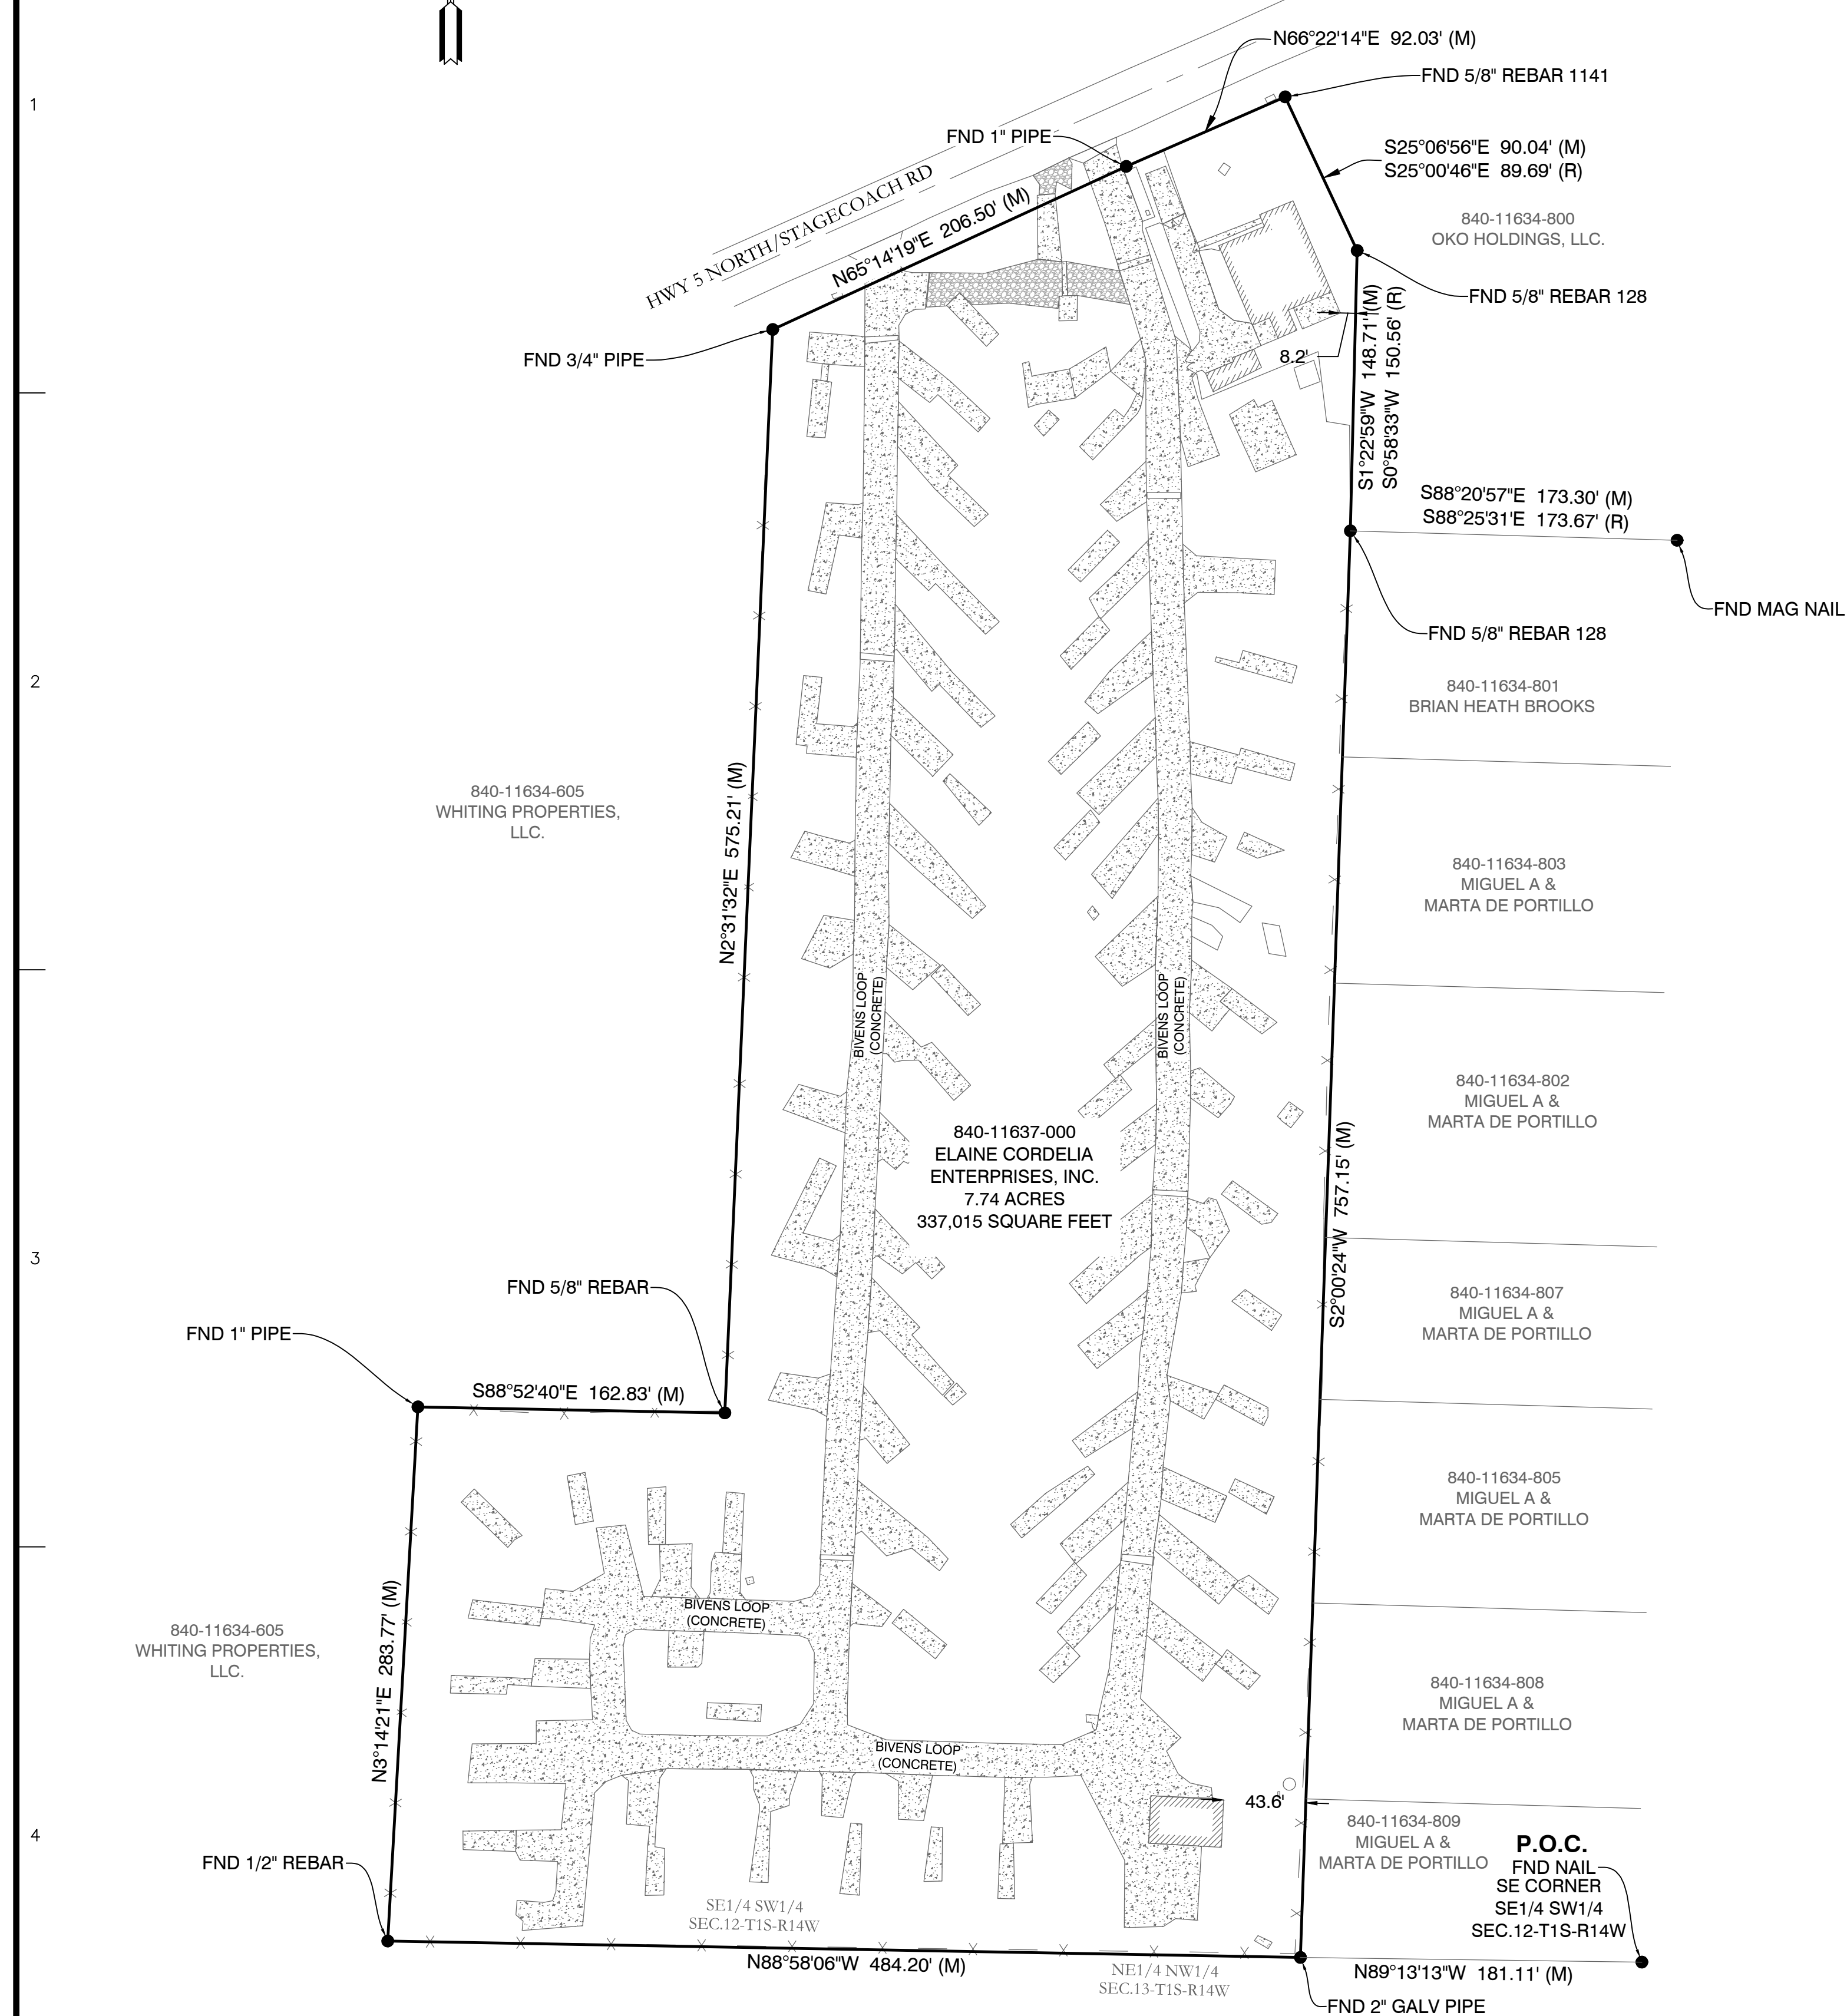 N66°22'14"E 92.03' (M)
FND 5/8" REBAR 1141
1
FND 1" PIPE
S25°06'56"E 90.04' (M)
S25°00'46"E 89.69' (R)
HWY 5 NORTH/STAGECOACH RD
N65°14'19"E 206.50' (M)
840-11634-800
OKO HOLDINGS, LLC.
FND 5/8" REBAR 128
FND 3/4" PIPE
8.2'
S1°22'59"W 148.71' (M)
S0°58'33"W 150.56' (R)
S88°20'57"E 173.30' (M)
S88°25'31"E 173.67' (R)
FND MAG NAIL
FND 5/8" REBAR 128
2
840-11634-801
BRIAN HEATH BROOKS
840-11634-605
WHITING PROPERTIES,
LLC.
N2°31'32"E 575.21' (M)
840-11634-803
MIGUEL A &
MARTA DE PORTILLO
BIVENS LOOP
(CONCRETE)
BIVENS LOOP
(CONCRETE)
840-11634-802
MIGUEL A &
MARTA DE PORTILLO
840-11637-000
ELAINE CORDELIA
ENTERPRISES, INC.
7.74 ACRES
337,015 SQUARE FEET
S2°00'24"W 757.15' (M)
3
FND 5/8" REBAR
840-11634-807
MIGUEL A &
MARTA DE PORTILLO
FND 1" PIPE
S88°52'40"E 162.83' (M)
840-11634-805
MIGUEL A &
MARTA DE PORTILLO
N3°14'21"E 283.77' (M)
BIVENS LOOP
(CONCRETE)
840-11634-605
WHITING PROPERTIES,
LLC.
840-11634-808
MIGUEL A &
MARTA DE PORTILLO
BIVENS LOOP
(CONCRETE)
43.6'
4
840-11634-809
MIGUEL A &
MARTA DE PORTILLO
P.O.C.
FND NAIL
SE CORNER
SE1/4 SW1/4
SEC.12-T1S-R14W
FND 1/2" REBAR
SE1/4 SW1/4
SEC.12-T1S-R14W
N88°58'06"W 484.20' (M)
NE1/4 NW1/4
SEC.13-T1S-R14W
N89°13'13"W 181.11' (M)
FND 2" GALV PIPE